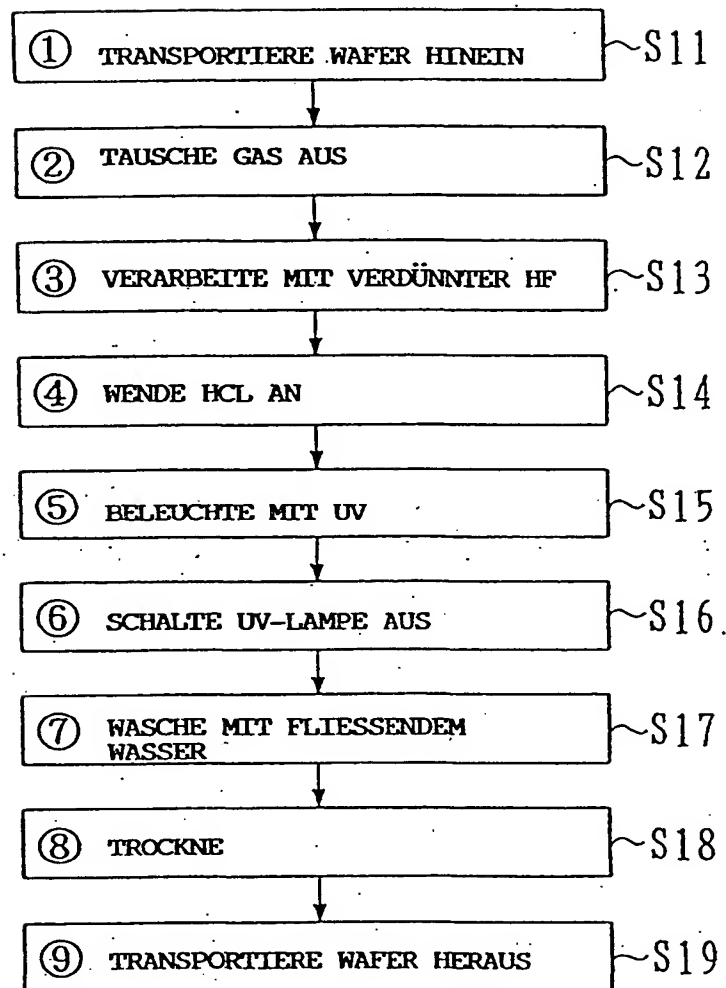 ① TRANSPORTIERE WAFER HINEIN ~S11
② TAUSCHE GAS AUS ~S12
③ VERARBEITE MIT VERDÜNNTER HF ~S13
④ WENDE HCL AN ~S14
⑤ BELEUCHTE MIT UV ~S15
⑥ SCHALTE UV-LAMPE AUS ~S16
⑦ WASCHE MIT FLIESSENDEM ~S17
WASSER
⑧ TROCKNE ~S18
⑨ TRANSPORTIERE WAFER HERAUS ~S19